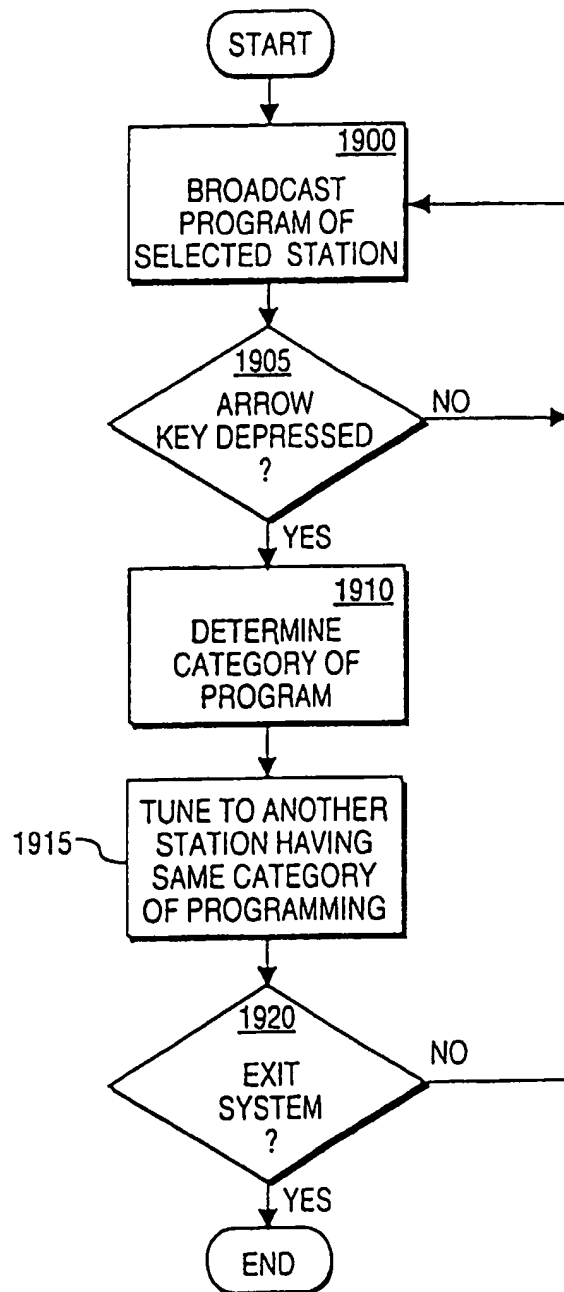 START
1900
BROADCAST
PROGRAM OF
SELECTED STATION
1905
ARROW
KEY DEPRESSED
?
NO
YES
1910
DETERMINE
CATEGORY OF
PROGRAM
1915
TUNE TO ANOTHER
STATION HAVING
SAME CATEGORY
OF PROGRAMMING
1920
EXIT
SYSTEM
?
NO
YES
END